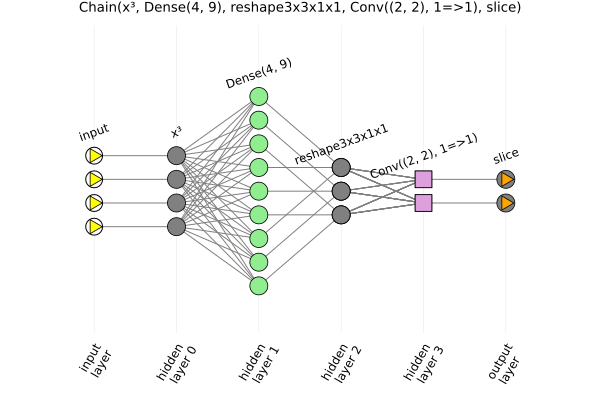 Chain(x³, Dense(4, 9), reshape3x3x1x1, Conv((2, 2), 1=>1), slice)
input
x³
Dense(4, 9)
reshape3x3x1x1
Conv((2, 2), 1=>1)
slice
input
layer
hidden
layer 0
hidden
layer 1
hidden
layer 2
hidden
layer 3
output
layer